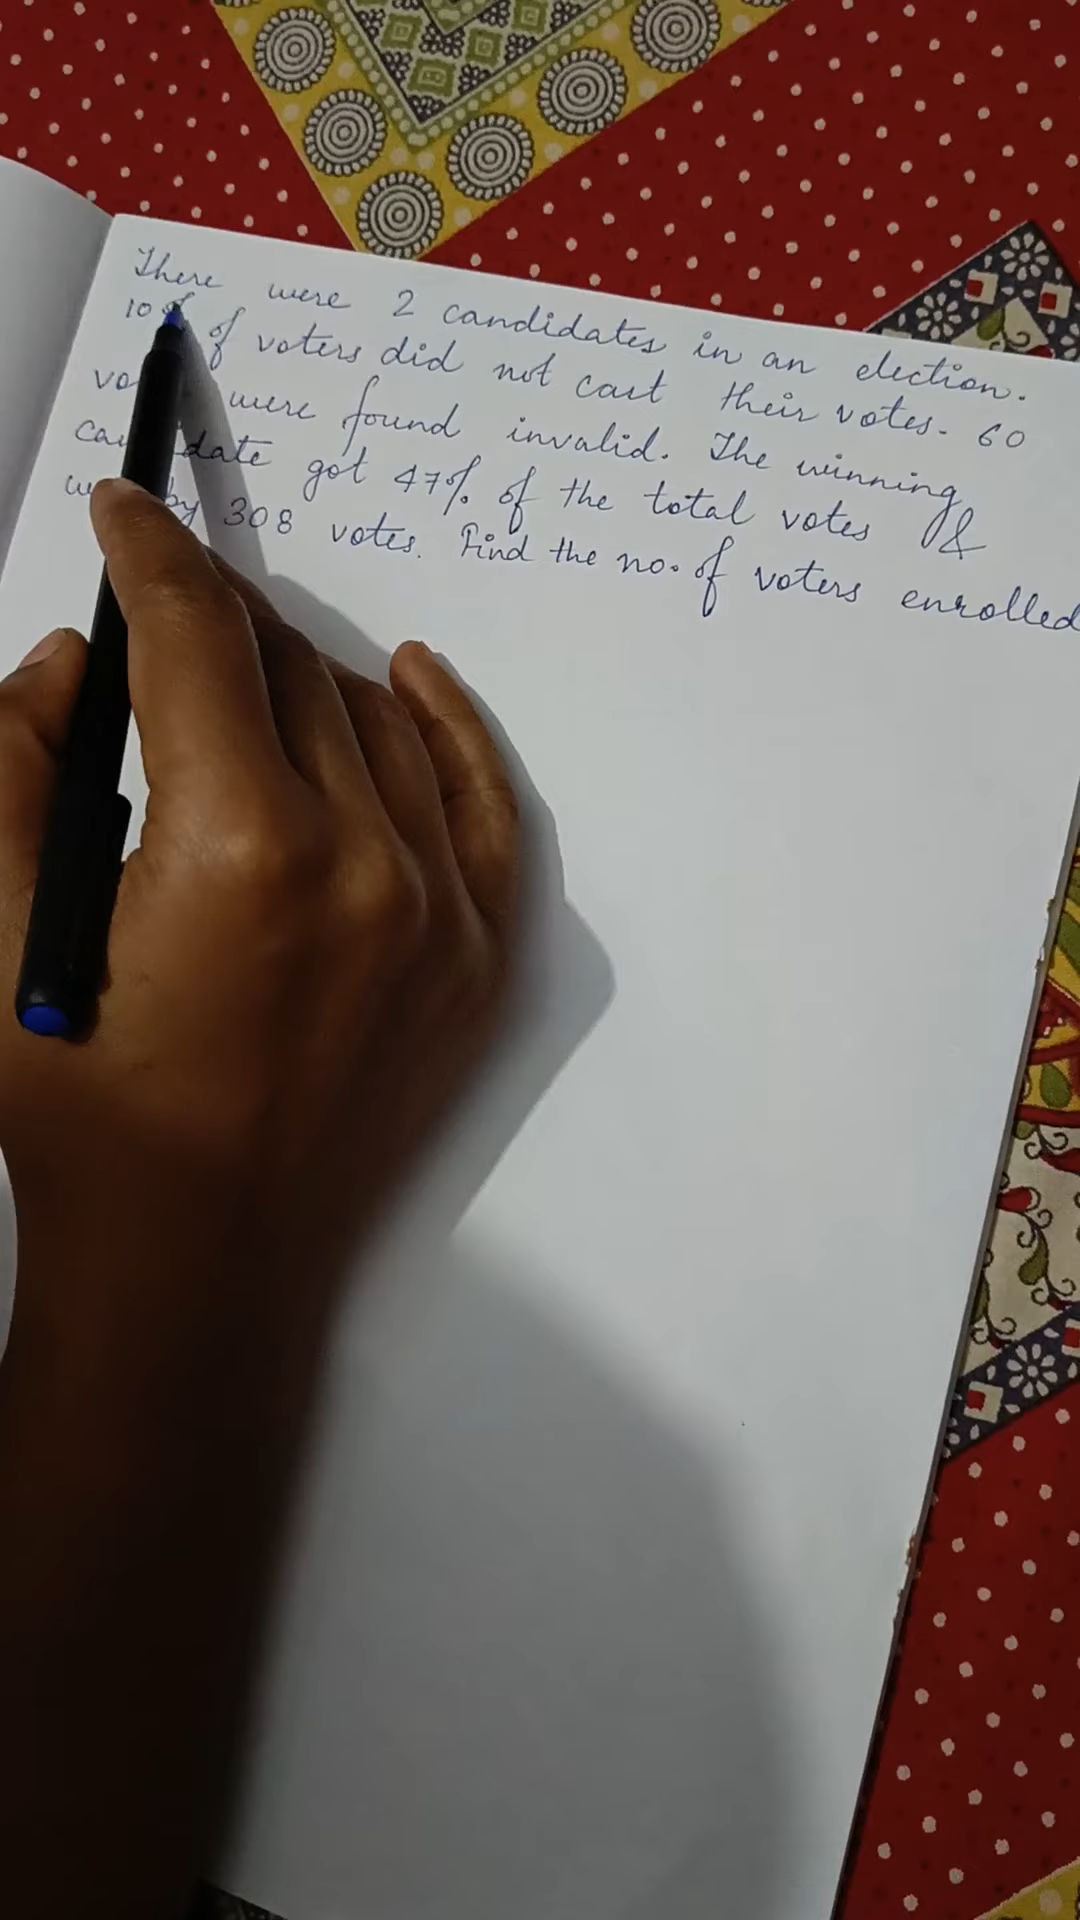 There were 2 candidates in an election.
10% of voters did not cast their votes. 60
were found invalid. The winning
got 47% of the total votes &
by 308 votes. Find the no. of voters enrolled